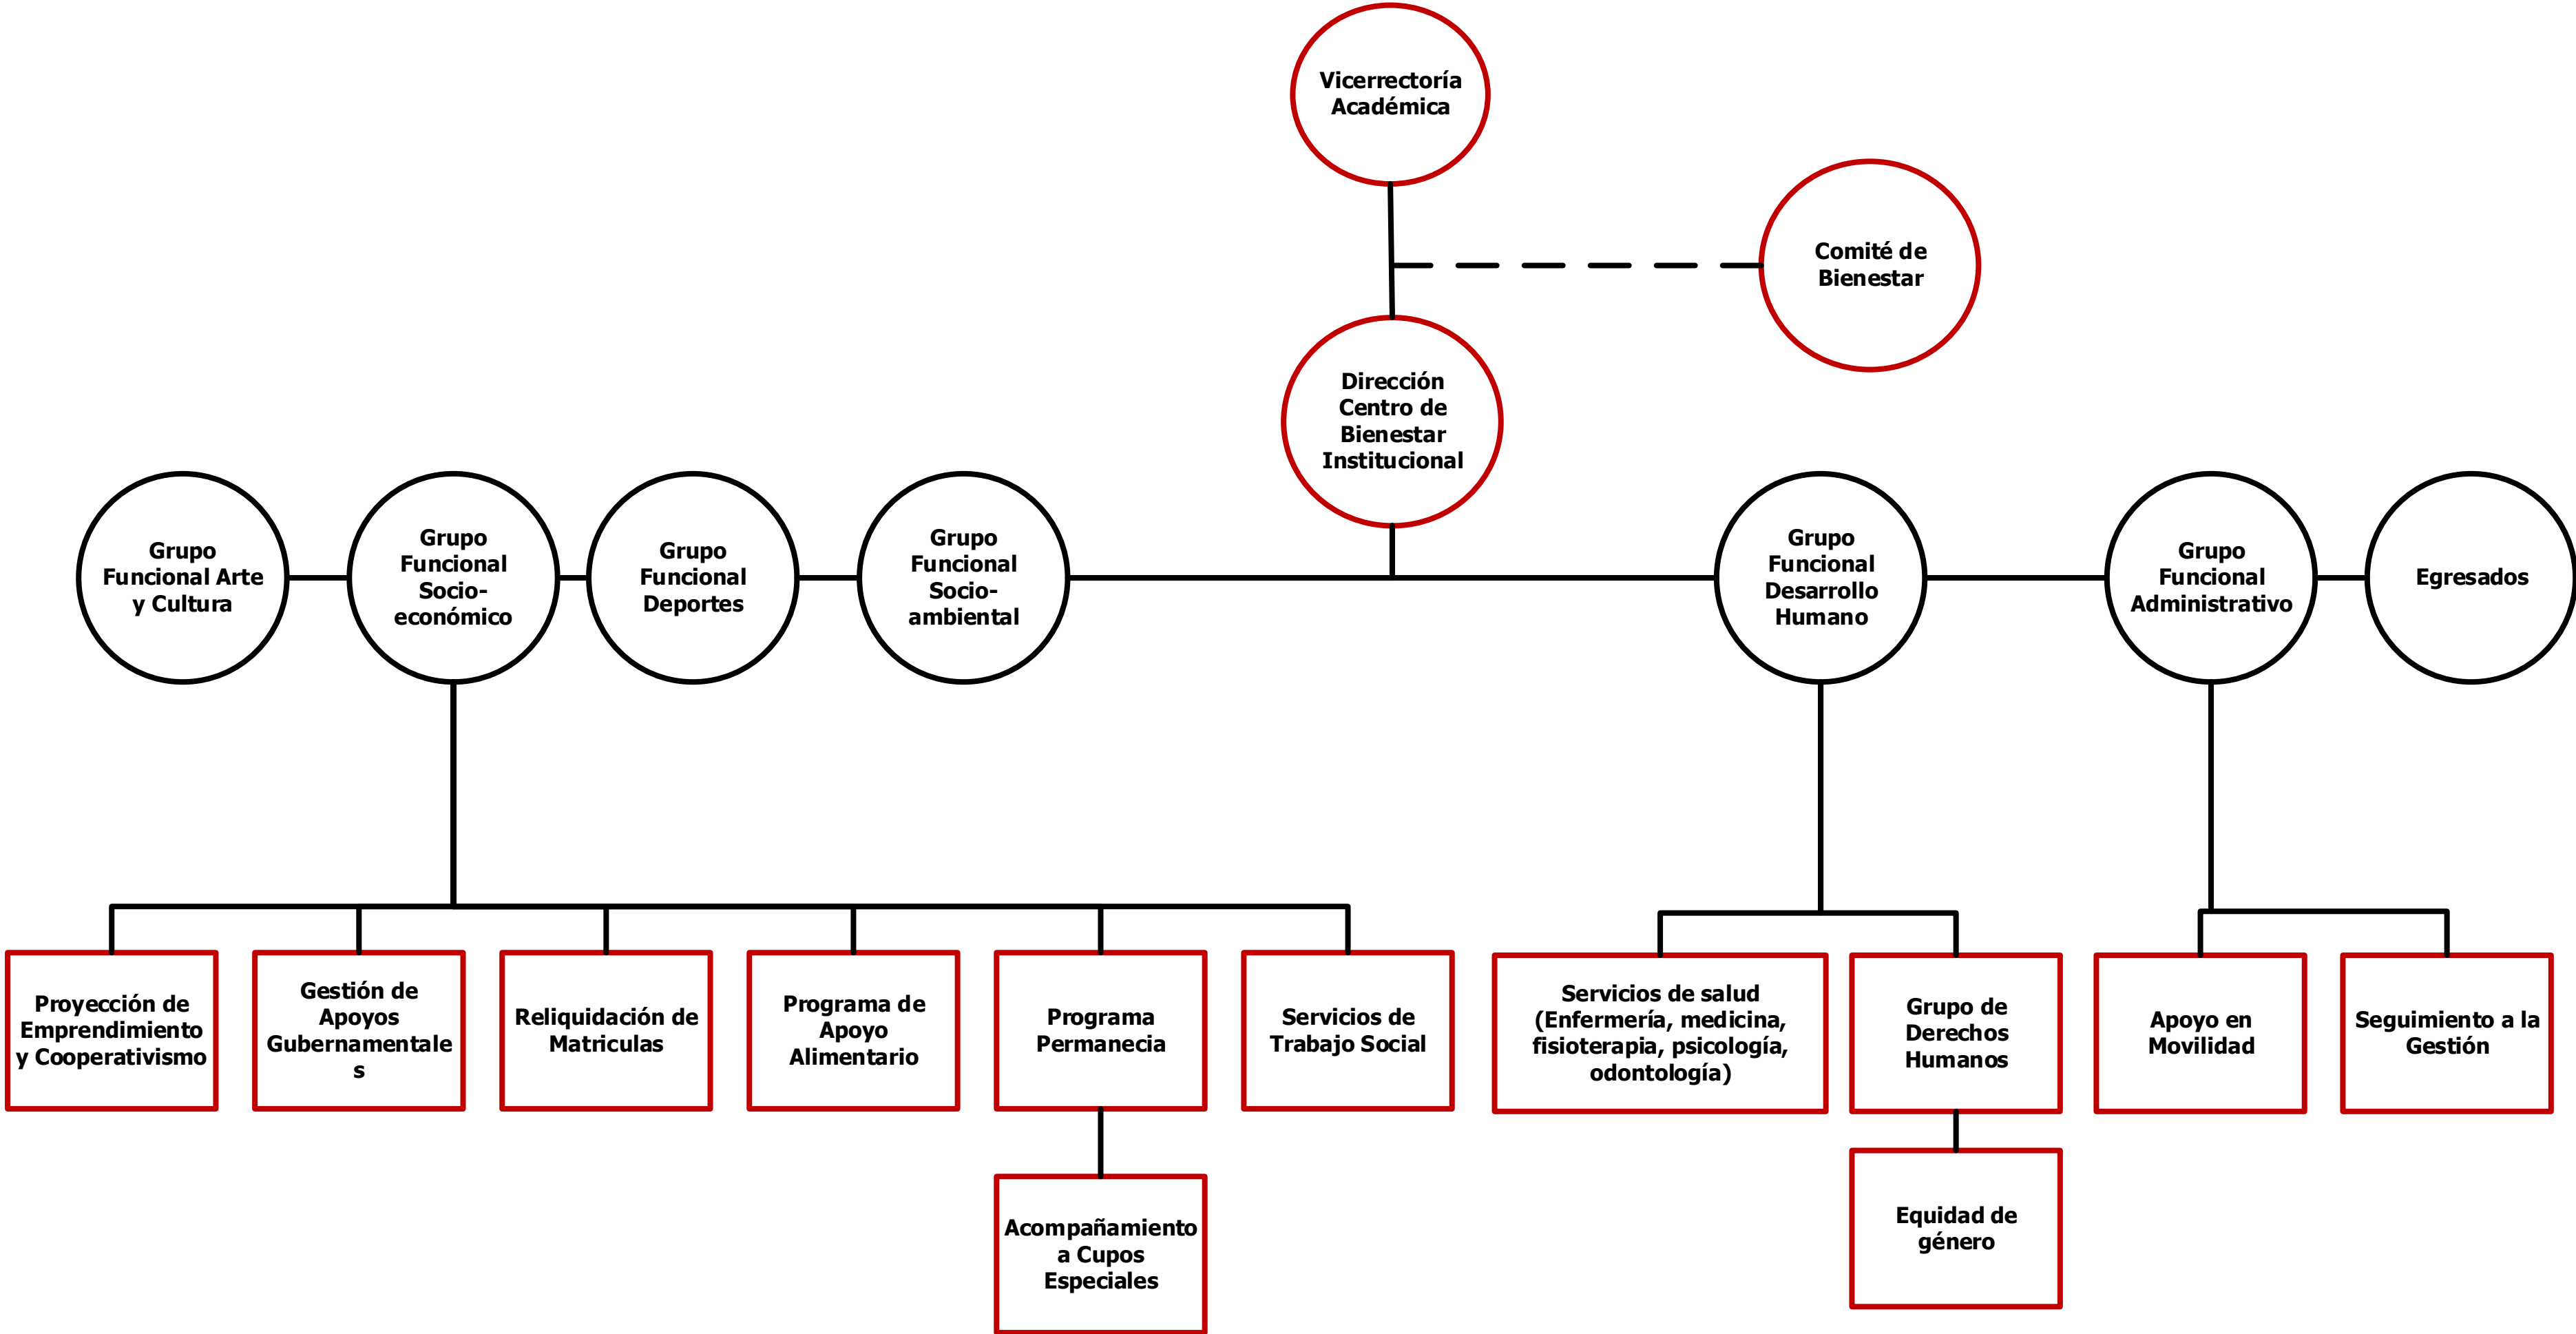 Vicerrectoría
Académica
Comité de
Bienestar
Dirección
Centro de
Bienestar
Institucional
Grupo
Funcional Arte
y Cultura
Grupo
Funcional
Socio-
económico
Grupo
Funcional
Deportes
Grupo
Funcional
Socio-
ambiental
Grupo
Funcional
Desarrollo
Humano
Grupo
Funcional
Administrativo
Egresados
Proyección de
Emprendimiento
y Cooperativismo
Gestión de
Apoyos
Gubernamentale
s
Reliquidación de
Matriculas
Programa de
Apoyo
Alimentario
Programa
Permanecia
Servicios de
Trabajo Social
Servicios de salud
(Enfermería, medicina,
fisioterapia, psicología,
odontología)
Grupo de
Derechos
Humanos
Apoyo en
Movilidad
Seguimiento a la
Gestión
Acompañamiento
a Cupos
Especiales
Equidad de
género